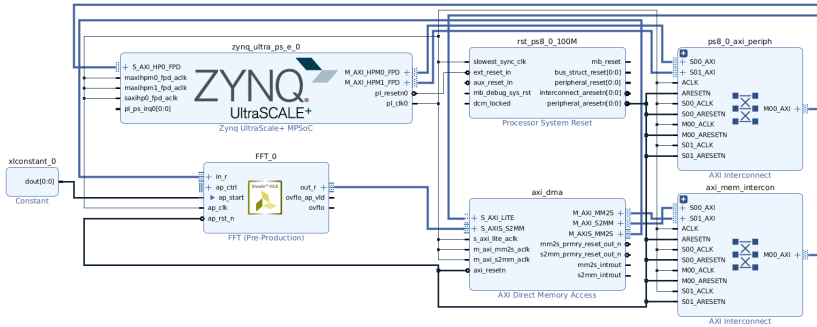 zynq_ultra_ps_e_0
S_AXI_HP0_FPD
maxihpm0_fpd_aclk
maxihpm1_fpd_aclk
saxihp0_fpd_aclk
pl_ps_irq0[0:0]
ZYNQ
UltraSCALE+
M_AXI_HPM0_FPD
M_AXI_HPM1_FPD
pl_resetn0
pl_clk0
Zynq UltraScale+ MPSoC
rst_ps8_0_100M
slowest_sync_clk
ext_reset_in
aux_reset_in
mb_debug_sys_rst
dcm_locked
mb_reset
bus_struct_reset[0:0]
peripheral_reset[0:0]
interconnect_aresetn[0:0]
peripheral_aresetn[0:0]
Processor System Reset
ps8_0_axi_periph
S00_AXI
S01_AXI
ACLK
ARESETN
S00_ACLK
S00_ARESETN
M00_ACLK
M00_ARESETN
S01_ACLK
S01_ARESETN
M00_AXI
AXI Interconnect
xlconstant_0
dout[0:0]
Constant
FFT_0
in_r
ap_ctrl
ap_start
ap_clk
ap_rst_n
Vivado™ HLS
out_r
ovflo_ap_vld
ovflo
FFT (Pre-Production)
axi_dma
S_AXI_LITE
S_AXIS_S2MM
s_axi_lite_aclk
m_axi_mm2s_aclk
m_axi_s2mm_aclk
axi_resetn
M_AXI_MM2S
M_AXI_S2MM
M_AXIS_MM2S
mm2s_prmry_reset_out_n
s2mm_prmry_reset_out_n
mm2s_introut
s2mm_introut
AXI Direct Memory Access
axi_mem_intercon
S00_AXI
S01_AXI
ACLK
ARESETN
S00_ACLK
S00_ARESETN
M00_ACLK
M00_ARESETN
S01_ACLK
S01_ARESETN
M00_AXI
AXI Interconnect